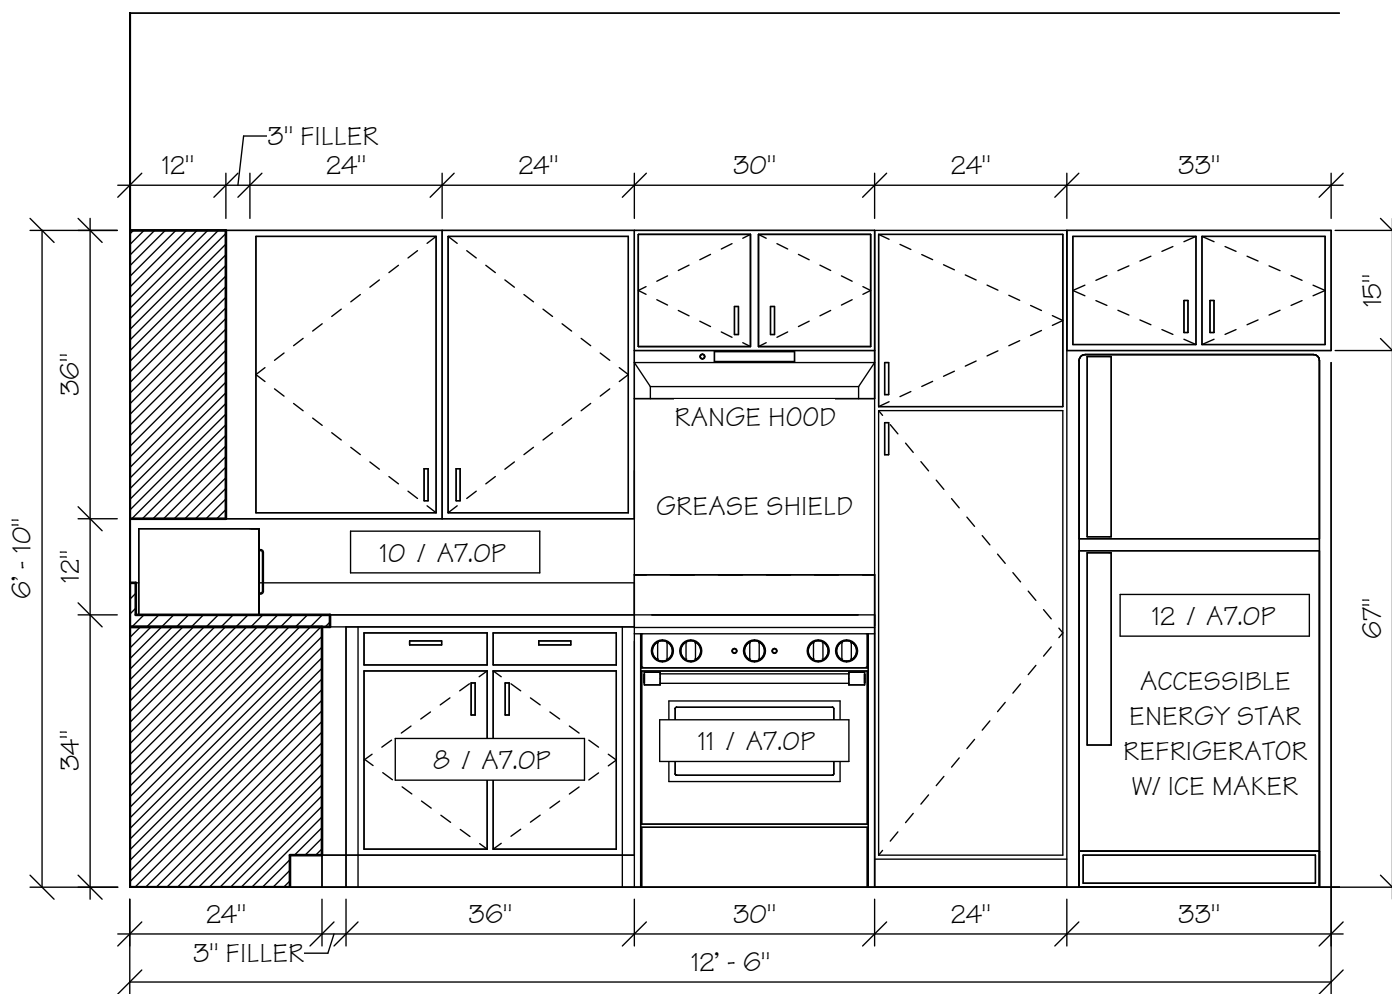 3" FILLER
12"
24"
24"
30"
24"
33"
36"
15"
RANGE HOOD
GREASE SHIELD
6' - 10"
12"
10 / A7.0P
12 / A7.0P
67"
34"
8 / A7.0P
11 / A7.0P
ACCESSIBLE
ENERGY STAR
REFRIGERATOR
W/ ICE MAKER
24"
36"
30"
24"
33"
3" FILLER
12' - 6"